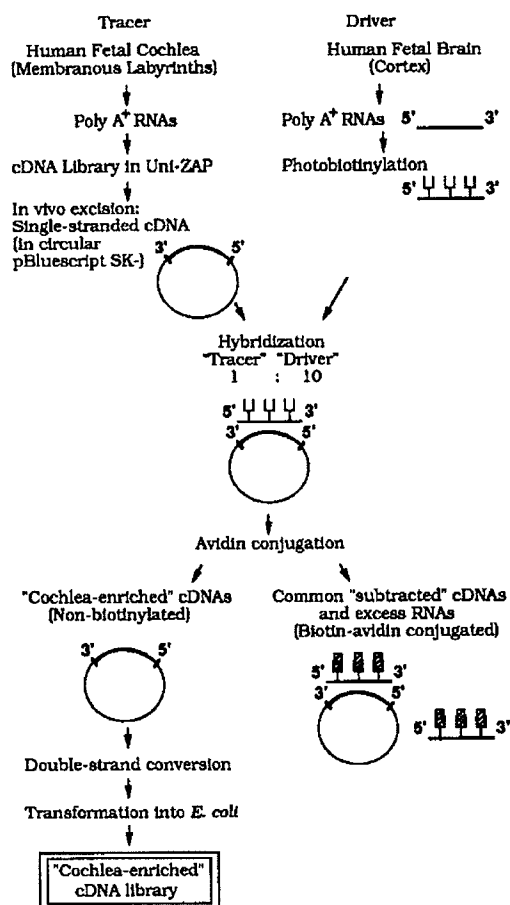 Tracer
Human Fetal Cochlea
(Membranous Labyrinths)
Poly A+ RNAs
cDNA Library in Uni-ZAP
In vivo excision:
Single-stranded cDNA
(in circular
pBluescript SK-)
3' 5'
Driver
Human Fetal Brain
(Cortex)
Poly A+ RNAs 5' 3'
Photobiotinylation
5' 3'
Hybridization
"Tracer" "Driver"
1 : 10
5' 3'
3' 5'
Avidin conjugation
"Cochlea-enriched" cDNAs
(Non-biotinylated)
3' 5'
Double-strand conversion
Transformation into E. coli
"Cochlea-enriched"
cDNA library
Common "subtracted" cDNAs
and excess RNAs
(Biotin-avidin conjugated)
5' 3'
3' 5'
5' 3'